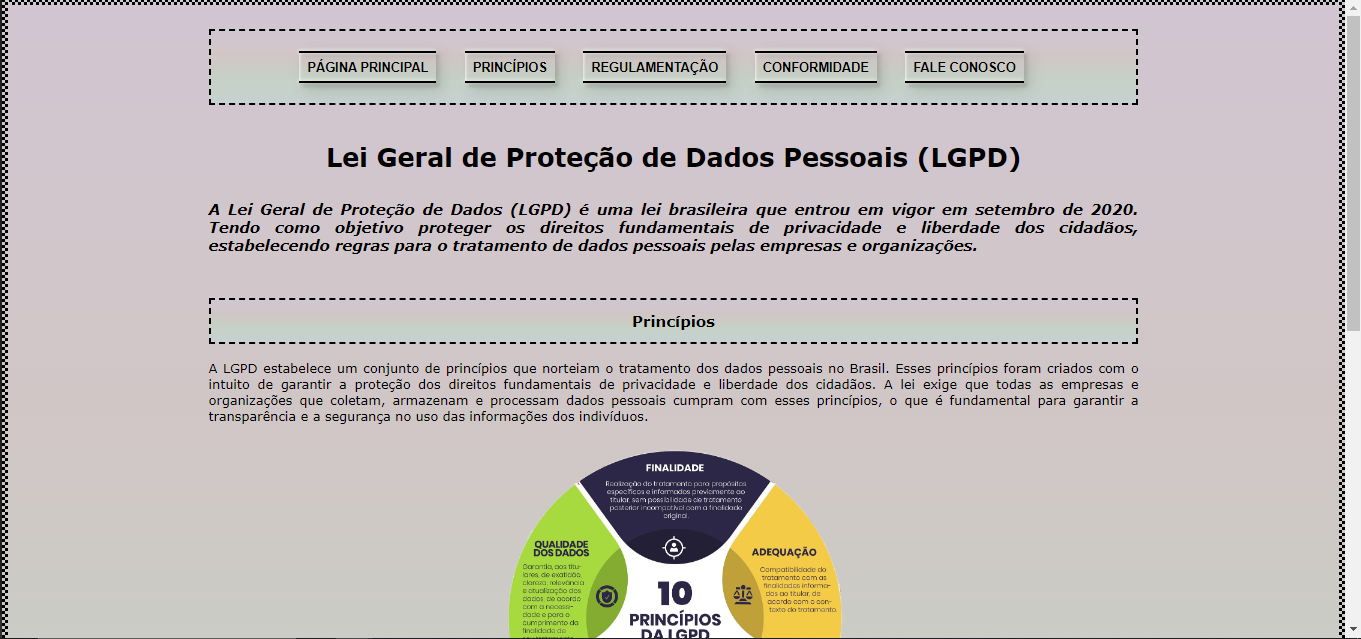 PÁGINA PRINCIPAL PRINCÍPIOS REGULAMENTAÇÃO CONFORMIDADE FALE CONOSCO
Lei Geral de Proteção de Dados Pessoais (LGPD)
A Lei Geral de Proteção de Dados (LGPD) é uma lei brasileira que entrou em vigor em setembro de 2020.
Tendo como objetivo proteger os direitos fundamentais de privacidade e liberdade dos cidadãos,
estabelecendo regras para o tratamento de dados pessoais pelas empresas e organizações.
Princípios
A LGPD estabelece um conjunto de princípios que norteiam o tratamento dos dados pessoais no Brasil. Esses princípios foram criados com o
intuito de garantir a proteção dos direitos fundamentais de privacidade e liberdade dos cidadãos. A lei exige que todas as empresas e
organizações que coletam, armazenam e processam dados pessoais cumpram com esses princípios, o que é fundamental para garantir a
transparência e a segurança no uso das informações dos indivíduos.
FINALIDADE
Realização do tratamento para propósitos
específicos e informados previamente ao
titular, sem possibilidade de tratamento
posterior incompatível com a finalidade
original.
QUALIDADE
DOS DADOS
Garantia, aos titu-
lares, de exatidão,
clareza, relevância
e atualização dos
dados, de acordo
com a necessi-
dade e para o
cumprimento da
finalidade de
ADEQUAÇÃO
Compatibilidade do
tratamento com as
finalidades informa-
das ao titular, de
acordo com o con-
texto do tratamento.
10
PRINCÍPIOS
DA LGPD